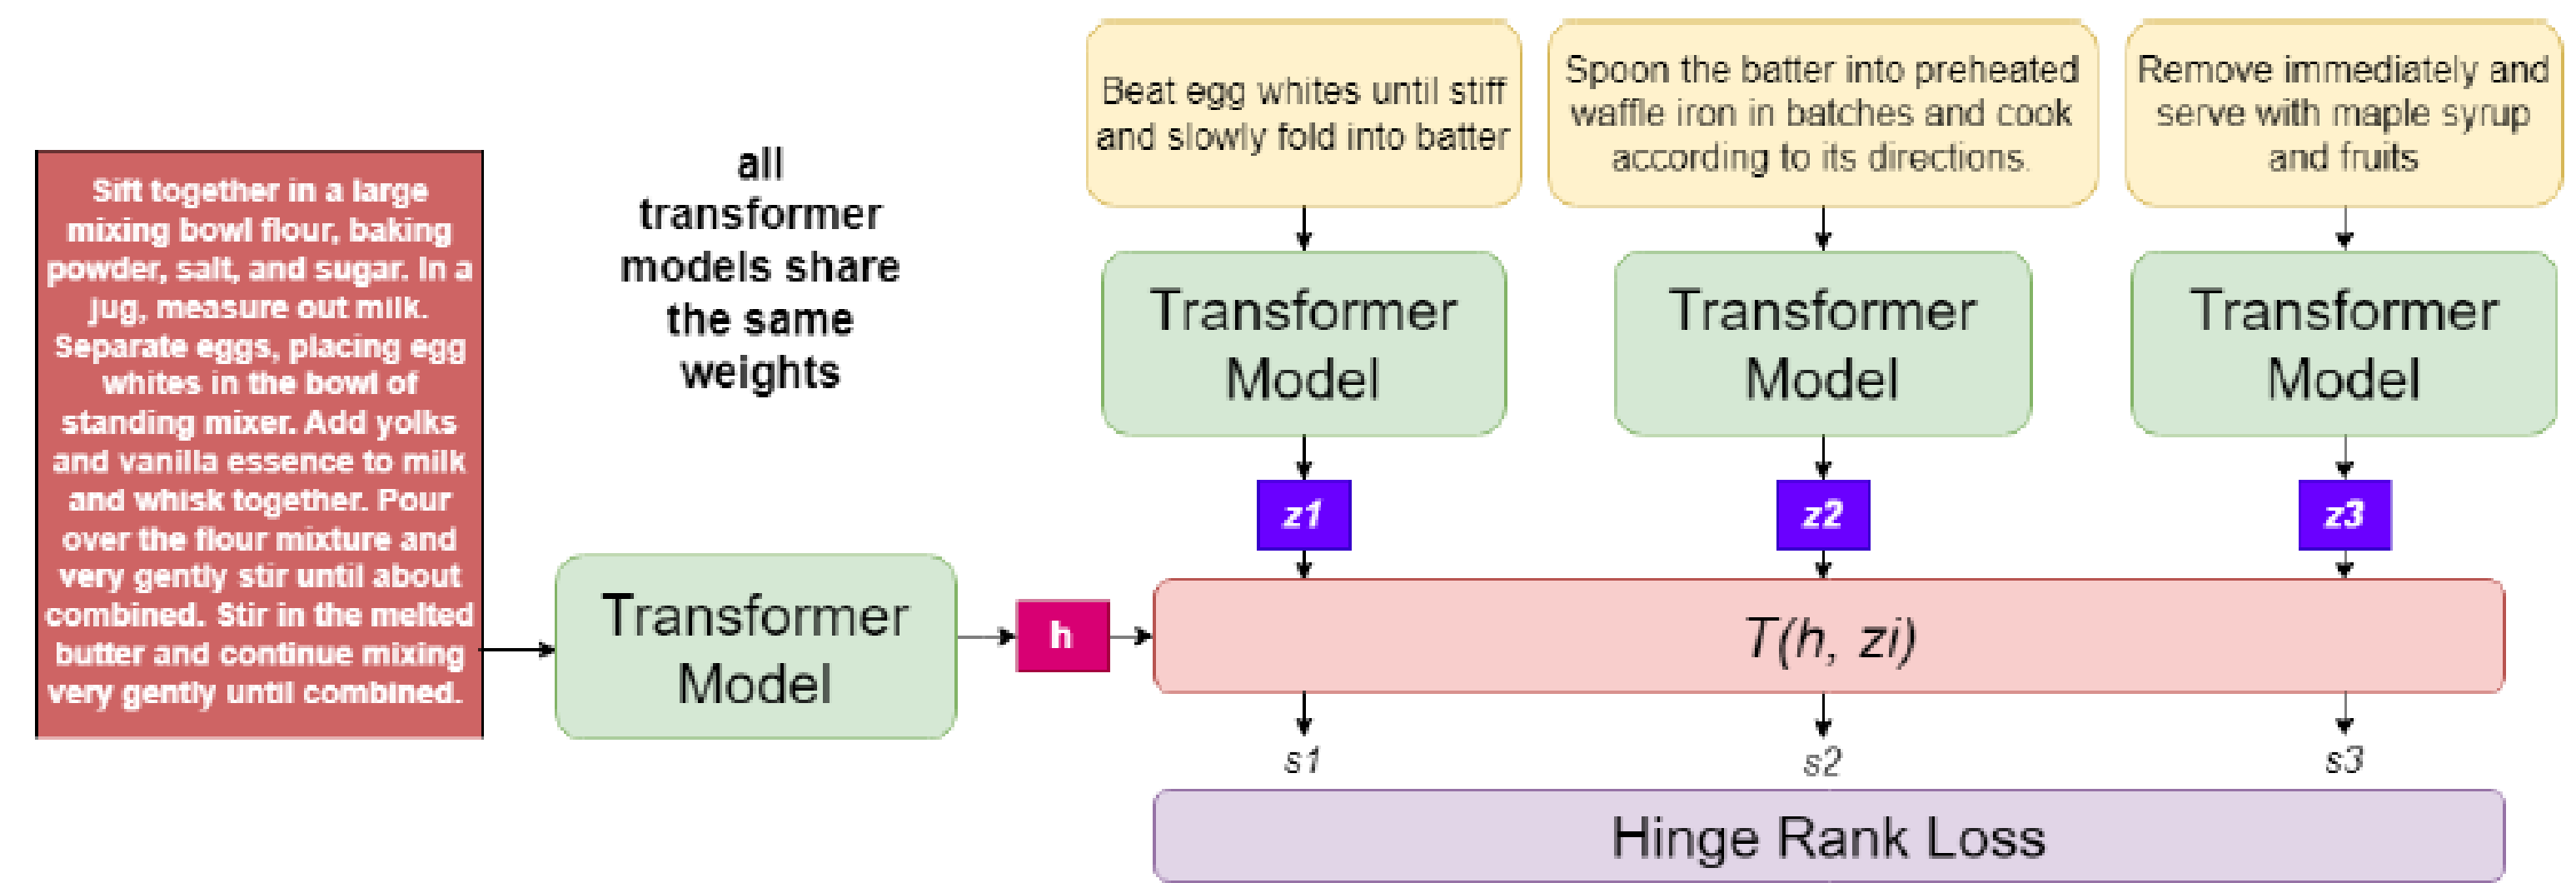 Sift together in a large
mixing bowl flour, baking
powder, salt, and sugar. In a
jug, measure out milk.
Separate eggs, placing egg
whites in the bowl of
standing mixer. Add yolks
and vanilla essence to milk
and whisk together. Pour
over the flour mixture and
very gently stir until about
combined. Stir in the melted
butter and continue mixing
very gently until combined.
all
transformer
models share
the same
weights
Transformer
Model
h
Beat egg whites until stiff
and slowly fold into batter
Spoon the batter into preheated
waffle iron in batches and cook
according to its directions.
Remove immediately and
serve with maple syrup
and fruits
Transformer
Model
Transformer
Model
Transformer
Model
z1
z2
z3
T(h, zi)
s1
s2
s3
Hinge Rank Loss